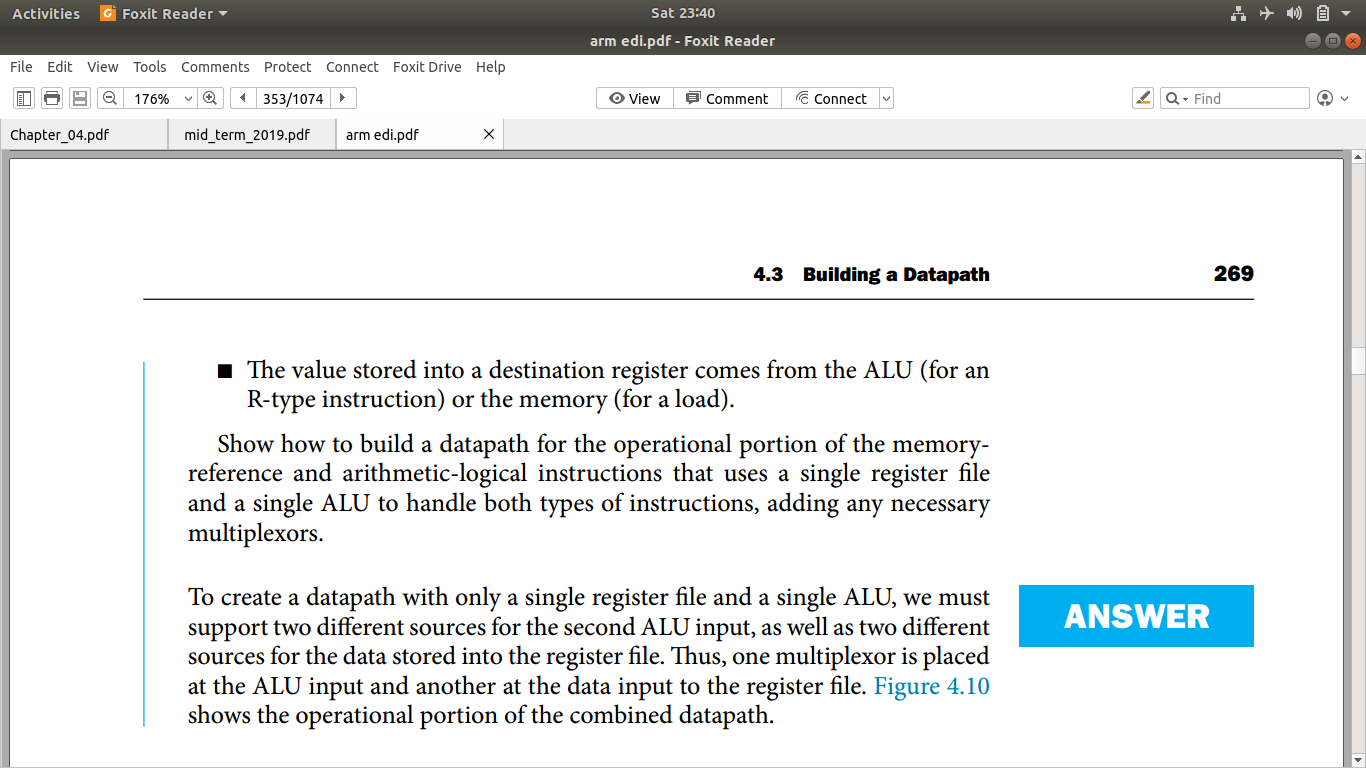 Activities Foxit Reader Sat 23:40
arm edi.pdf - Foxit Reader
File Edit View Tools Comments Protect Connect Foxit Drive Help
176% 353/1074 View Comment Connect Find
Chapter_04.pdf mid_term_2019.pdf arm edi.pdf
4.3 Building a Datapath 269
■ The value stored into a destination register comes from the ALU (for an
R-type instruction) or the memory (for a load).
Show how to build a datapath for the operational portion of the memory-
reference and arithmetic-logical instructions that uses a single register file
and a single ALU to handle both types of instructions, adding any necessary
multiplexors.
To create a datapath with only a single register file and a single ALU, we must
support two different sources for the second ALU input, as well as two different
sources for the data stored into the register file. Thus, one multiplexor is placed
at the ALU input and another at the data input to the register file. Figure 4.10
shows the operational portion of the combined datapath.
ANSWER